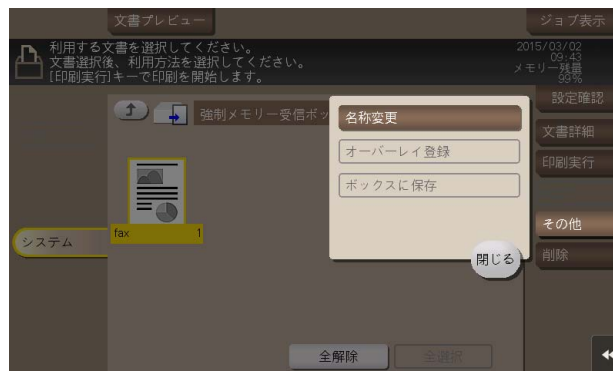 文書プレビュー
ジョブ表示
利用する文書を選択してください。
文書選択後、利用方法を選択してください。
[印刷実行]キーで印刷を開始します。
2015/03/02
09:43
メモリー残量
99%
強制メモリー受信ボッ
名称変更
オーバーレイ登録
ボックスに保存
閉じる
設定確認
文書詳細
印刷実行
その他
削除
システム
fax 1
全解除
全選択